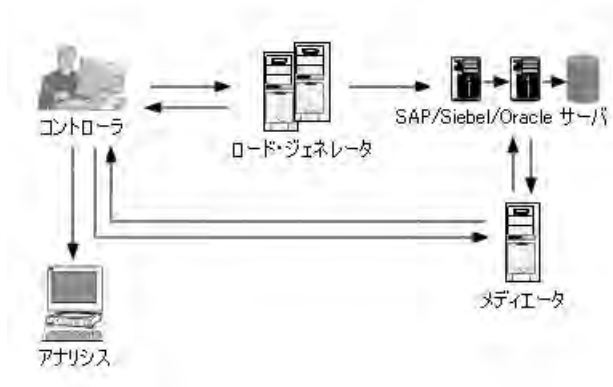 コントローラ
ロード・ジェネレータ
SAP/Siebel/Oracle サーバ
メディエータ
アナリシス